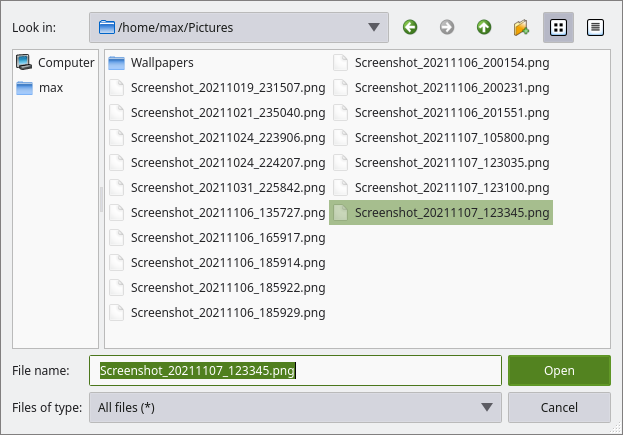 Look in: /home/max/Pictures
Computer
max
Wallpapers
Screenshot_20211019_231507.png
Screenshot_20211021_235040.png
Screenshot_20211024_223906.png
Screenshot_20211024_224207.png
Screenshot_20211031_225842.png
Screenshot_20211106_135727.png
Screenshot_20211106_165917.png
Screenshot_20211106_185914.png
Screenshot_20211106_185922.png
Screenshot_20211106_185929.png
Screenshot_20211106_200154.png
Screenshot_20211106_200231.png
Screenshot_20211106_201551.png
Screenshot_20211107_105800.png
Screenshot_20211107_123035.png
Screenshot_20211107_123100.png
Screenshot_20211107_123345.png
File name: Screenshot_20211107_123345.png Open
Files of type: All files (*) Cancel